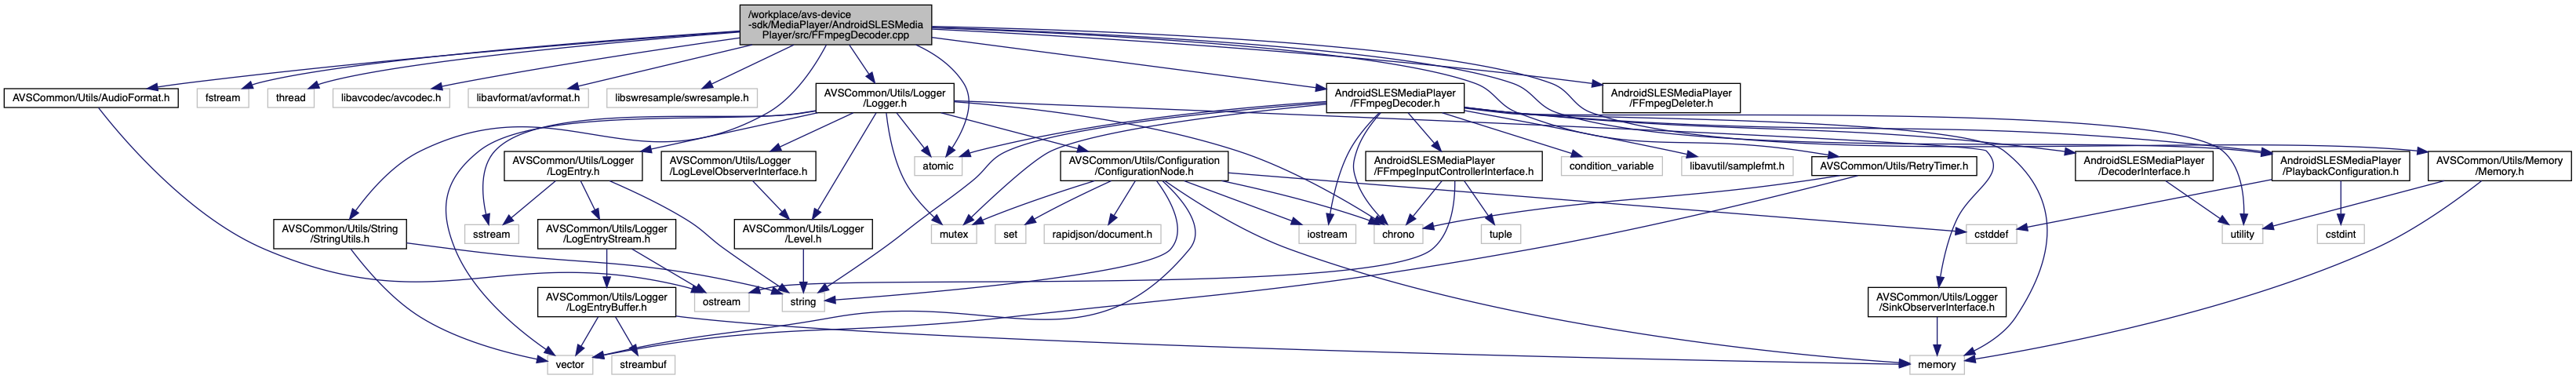 /workplace/avs-device
-sdk/MediaPlayer/AndroidSLESMedia
Player/src/FFmpegDecoder.cpp
AVSCommon/Utils/AudioFormat.h
fstream
thread
libavcodec/avcodec.h
libavformat/avformat.h
libswresample/swresample.h
AVSCommon/Utils/Logger
/Logger.h
AndroidSLESMediaPlayer
/FFmpegDecoder.h
AndroidSLESMediaPlayer
/FFmpegDeleter.h
AVSCommon/Utils/Logger
/LogEntry.h
AVSCommon/Utils/Logger
/LogLevelObserverInterface.h
atomic
AVSCommon/Utils/Configuration
/ConfigurationNode.h
AndroidSLESMediaPlayer
/FFmpegInputControllerInterface.h
condition_variable
libavutil/samplefmt.h
AVSCommon/Utils/RetryTimer.h
AndroidSLESMediaPlayer
/DecoderInterface.h
AndroidSLESMediaPlayer
/PlaybackConfiguration.h
AVSCommon/Utils/Memory
/Memory.h
AVSCommon/Utils/String
/StringUtils.h
sstream
AVSCommon/Utils/Logger
/LogEntryStream.h
AVSCommon/Utils/Logger
/Level.h
mutex
set
rapidjson/document.h
iostream
chrono
tuple
cstddef
utility
cstdint
AVSCommon/Utils/Logger
/LogEntryBuffer.h
ostream
string
AVSCommon/Utils/Logger
/SinkObserverInterface.h
vector
streambuf
memory